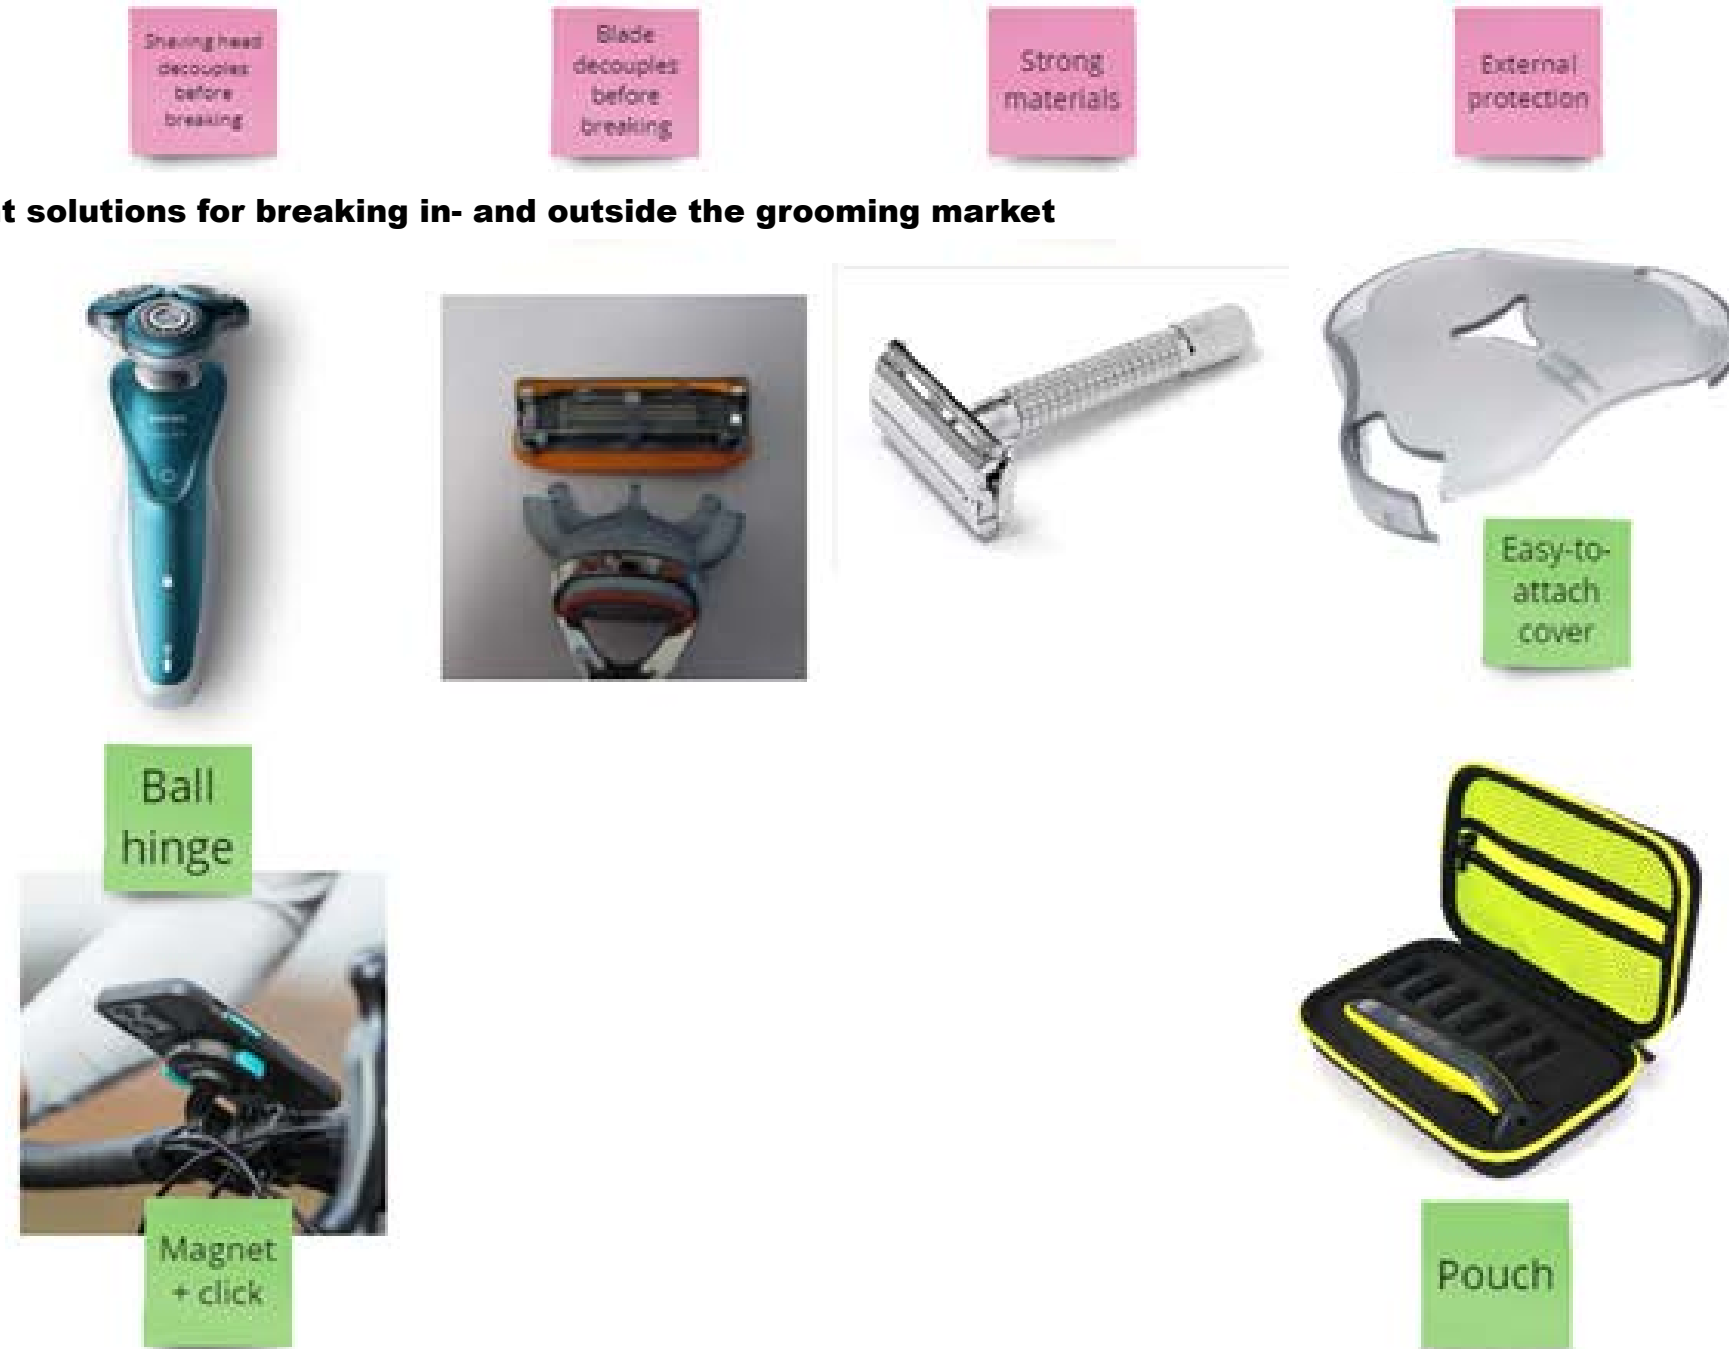 Shaving head
decouples
before
breaking
Blade
decouples
before
breaking
Strong
materials
External
protection
t solutions for breaking in- and outside the grooming market
Easy-to-
attach
cover
Ball
hinge
Magnet
+ click
Pouch